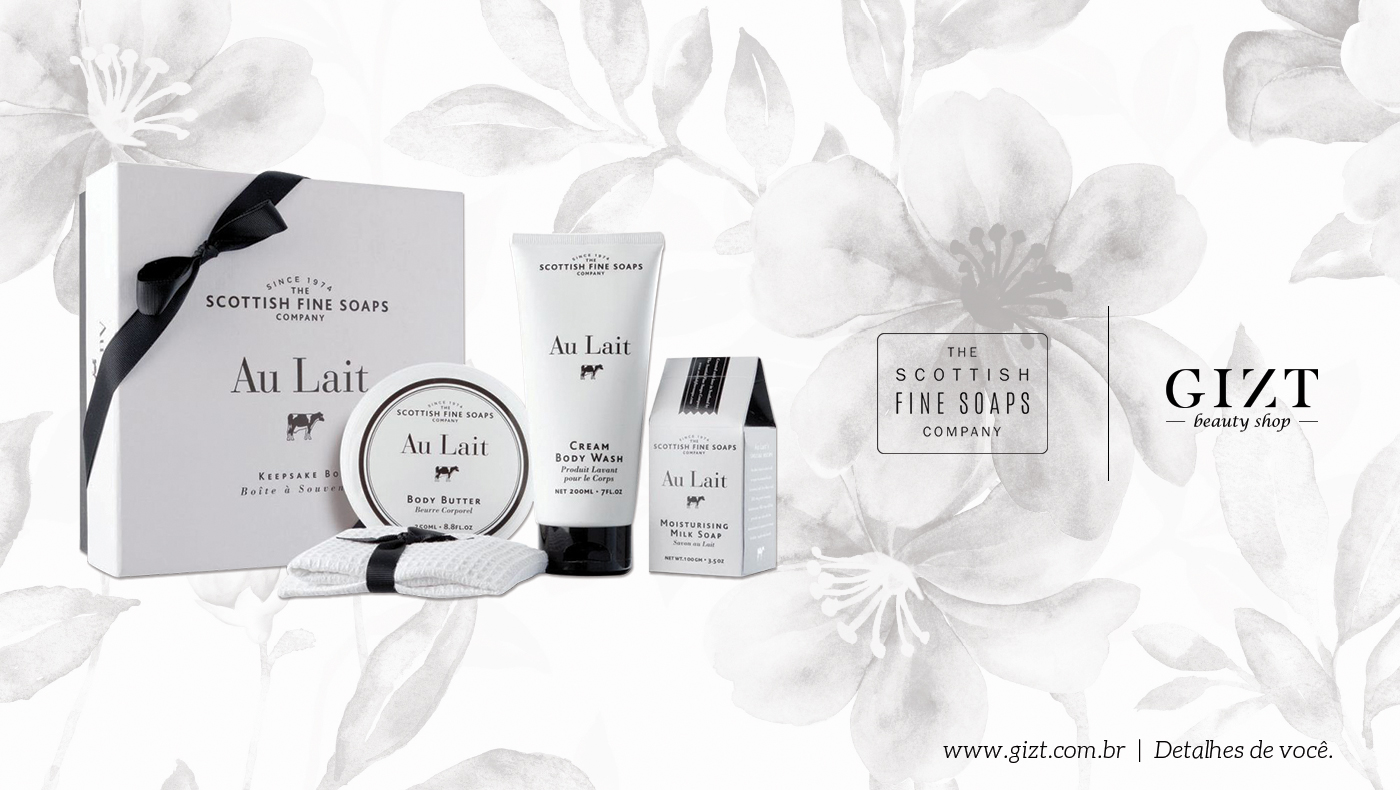 SINCE 1974
THE
SCOTTISH FINE SOAPS
COMPANY
Au Lait
KEEPSAKE
Boîte à
SINCE 1974
THE
SCOTTISH FINE SOAPS
COMPANY
Au Lait
BODY BUTTER
Beurre Corporel
250ML • 8.8FL.OZ
SINCE 1974
THE
SCOTTISH FINE SOAPS
COMPANY
Au Lait
CREAM
BODY WASH
Produit Lavant
pour le Corps
NET 200ML • 7FL.OZ
SINCE 1974
THE
SCOTTISH FINE SOAPS
COMPANY
Au Lait
MOISTURISING
MILK SOAP
Savon au Lait
NET WT. 100GM • 3.5OZ
THE
SCOTTISH
FINE SOAPS
COMPANY
GIZT
beauty shop
www.gizt.com.br | Detalhes de você.